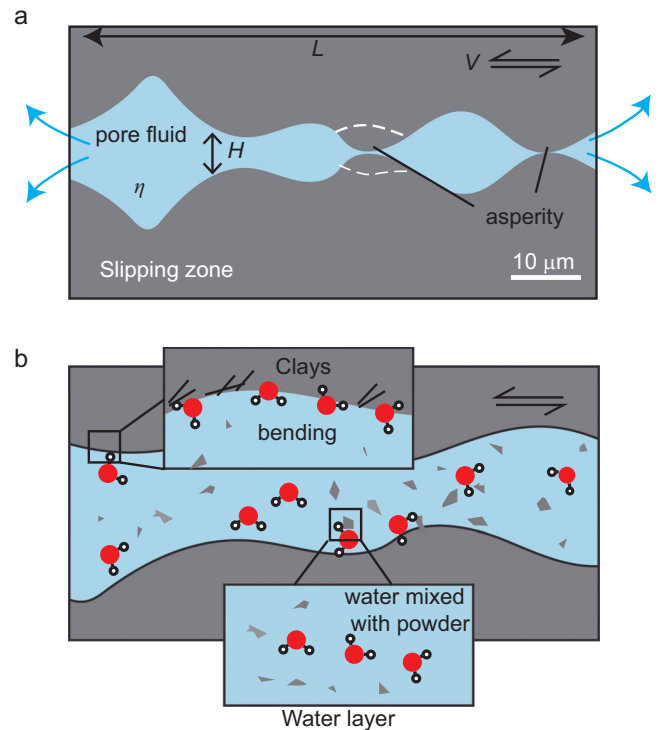 a
L
V
pore fluid
H
η
asperity
Slipping zone
10 μm
b
Clays
bending
water mixed
with powder
Water layer